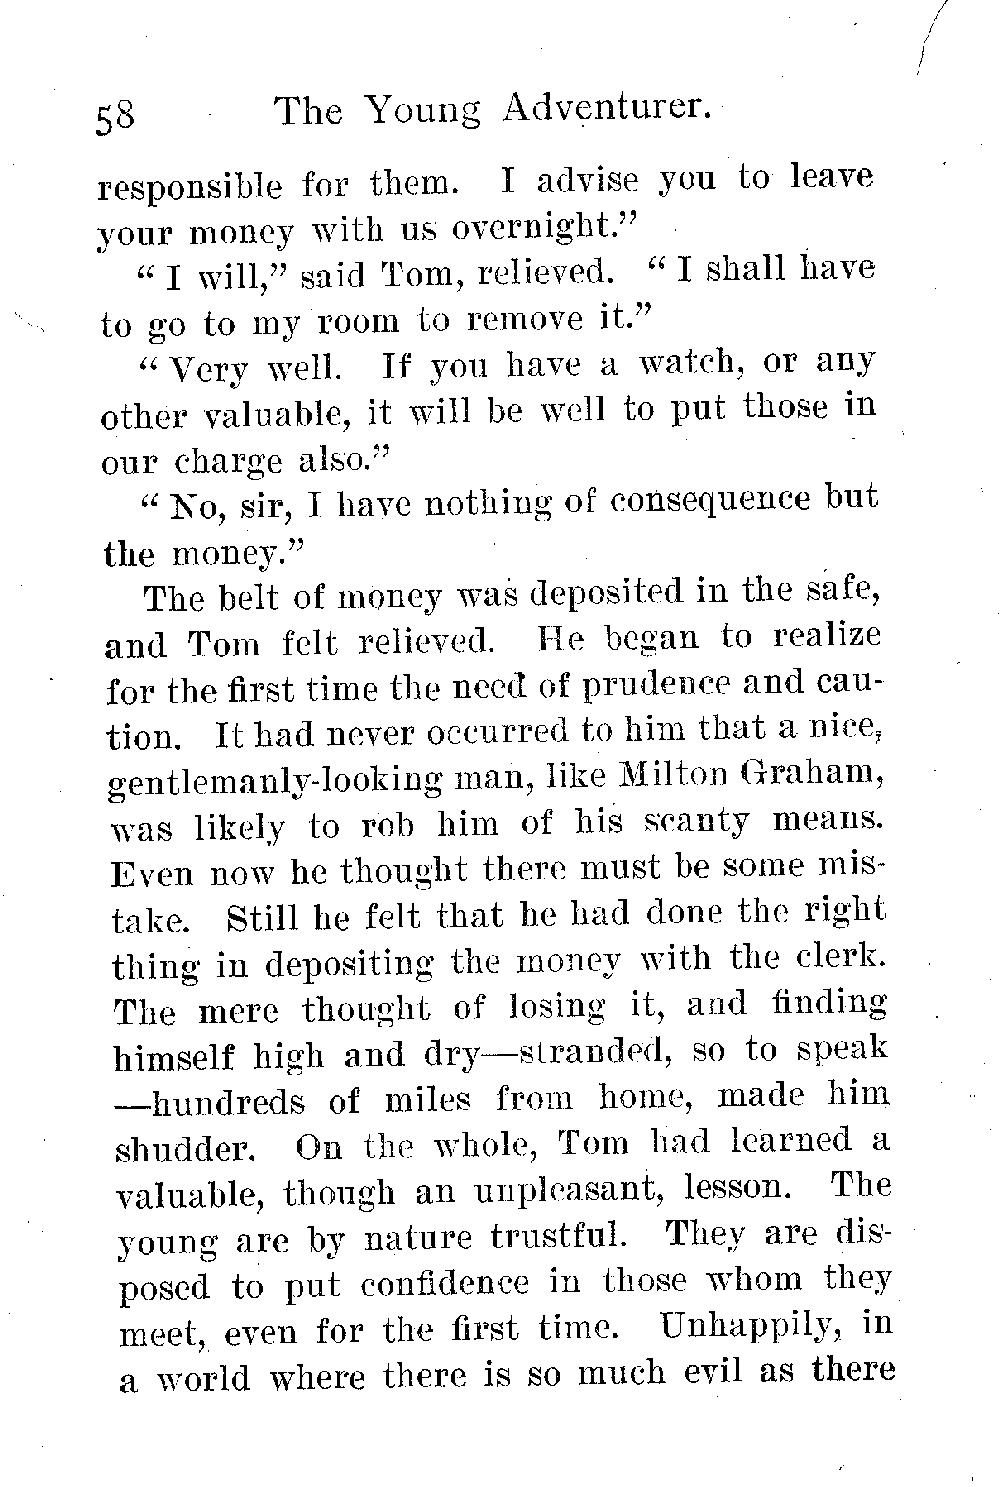 58 The Young Adventurer.
responsible for them. I advise you to leave
your money with us overnight.”
“ I will,” said Tom, relieved. “ I shall have
to go to my room to remove it.”
“ Very well. If you have a watch, or any
other valuable, it will be well to put those in
our charge also.”
“ No, sir, I have nothing of consequence but
the money.”
The belt of money was deposited in the safe,
and Tom felt relieved. He began to realize
for the first time the need of prudence and cau-
tion. It had never occurred to him that a nice,
gentlemanly-looking man, like Milton Graham,
was likely to rob him of his scanty means.
Even now he thought there must be some mis-
take. Still he felt that he had done the right
thing in depositing the money with the clerk.
The mere thought of losing it, and finding
himself high and dry—stranded, so to speak
—hundreds of miles from home, made him
shudder. On the whole, Tom had learned a
valuable, though an unpleasant, lesson. The
young are by nature trustful. They are dis-
posed to put confidence in those whom they
meet, even for the first time. Unhappily, in
a world where there is so much evil as there